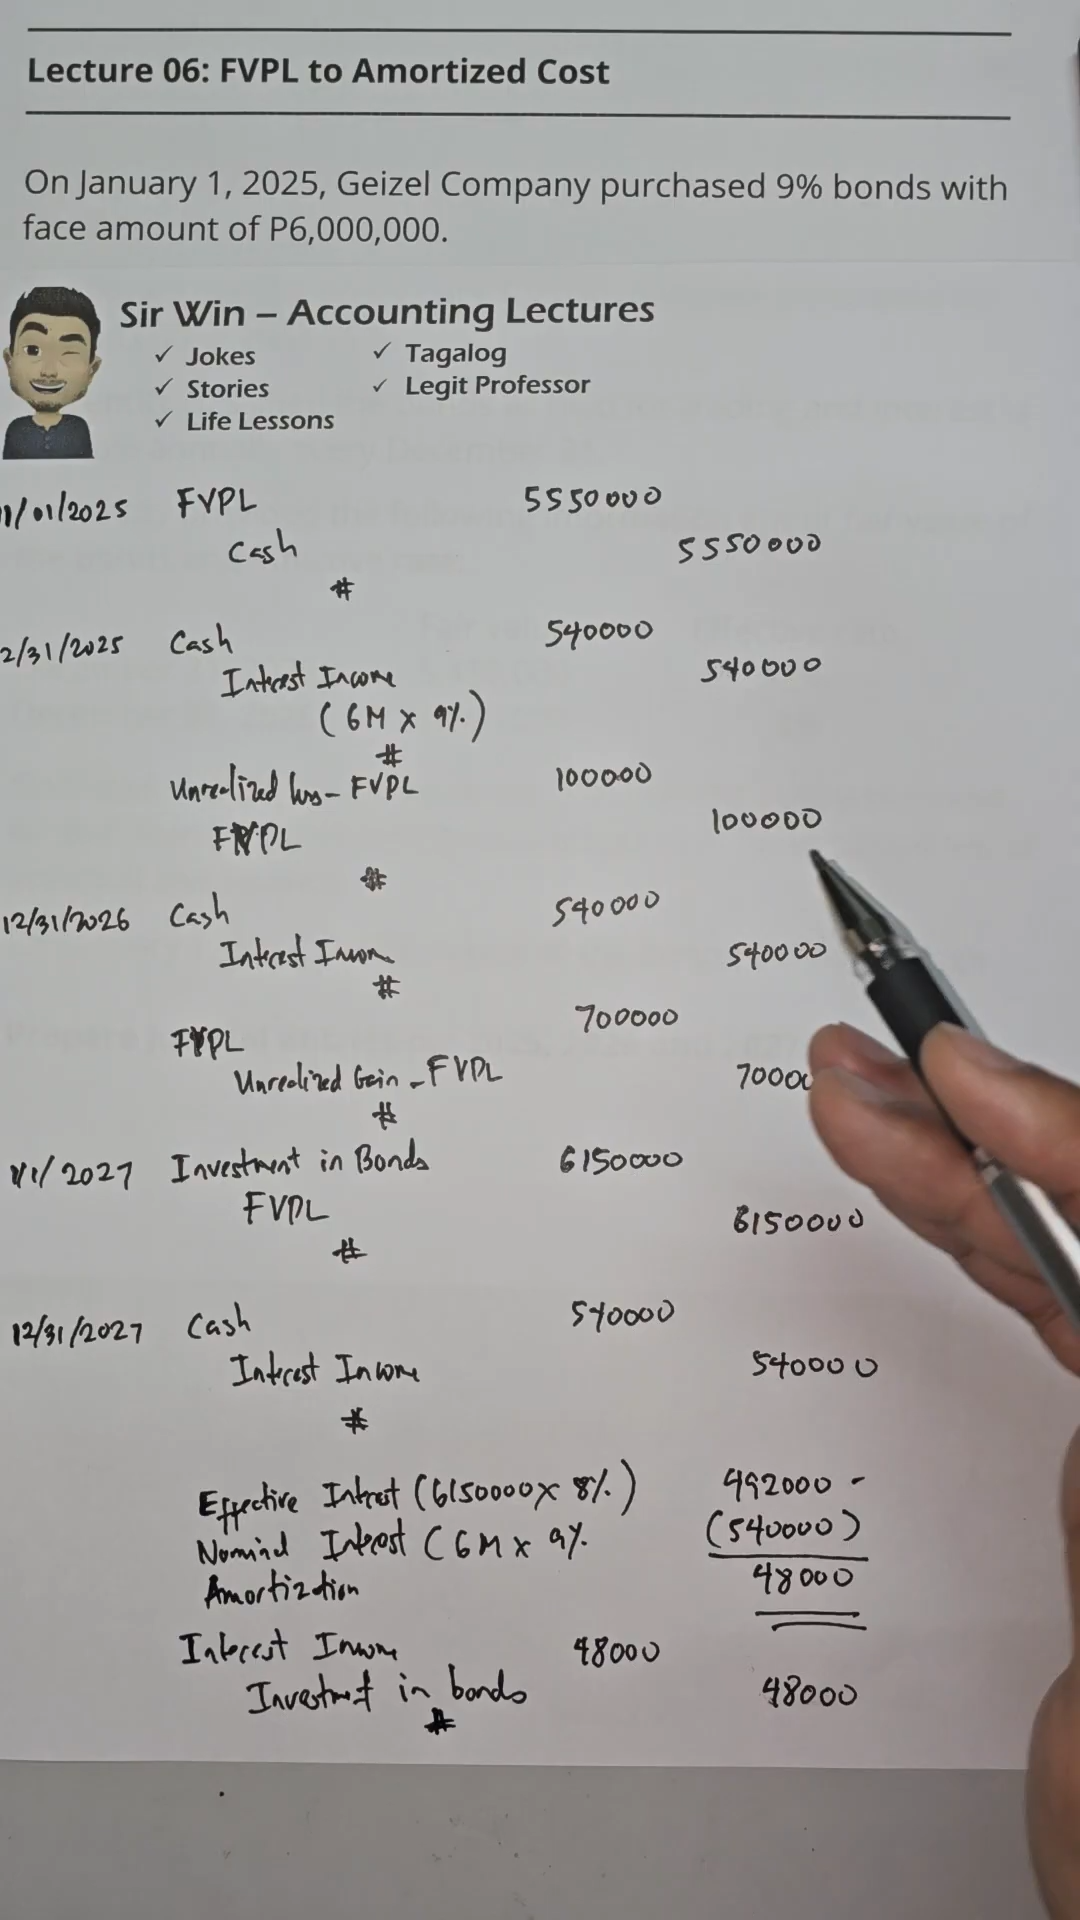 Lecture 06: FVPL to Amortized Cost
On January 1, 2025, Geizel Company purchased 9% bonds with
face amount of P6,000,000.
Sir Win – Accounting Lectures
✓ Jokes ✓ Tagalog
✓ Stories ✓ Legit Professor
✓ Life Lessons
1/01/2025 FVPL 5550000
Cash 5550000
#
2/31/2025 Cash 540000
Interest Income 540000
(6M x 9%)
#
Unrealized loss - FVPL 100000
FVPL 100000
#
12/31/2026 Cash 540000
Interest Incom 540000
#
FVPL 700000
Unrealized Gain - FVPL 70000
#
1/1/2027 Investment in Bonds 6150000
FVPL 6150000
#
12/31/2027 Cash 540000
Interest Income 540000
#
Effective Intrest (6150000 x 8%) 492000 -
Nominal Interest (6M x 9% (540000)
Amortization 48000
Interest Income 48000
Investment in bonds 48000
#